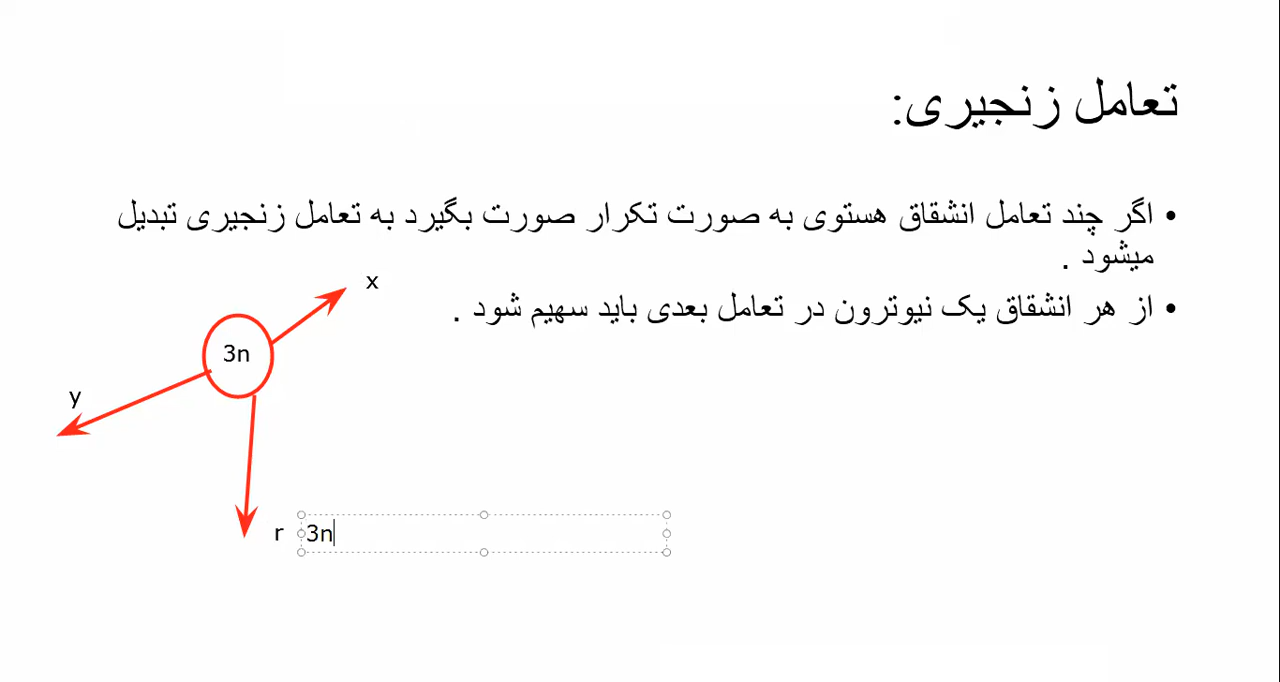 تعامل زنجیری:
• اگر چند تعامل انشقاق هستوی به صورت تکرار صورت بگیرد به تعامل زنجیری تبدیل
میشود .
• از هر انشقاق یک نیوترون در تعامل بعدی باید سهیم شود .
x
3n
y
r 3n